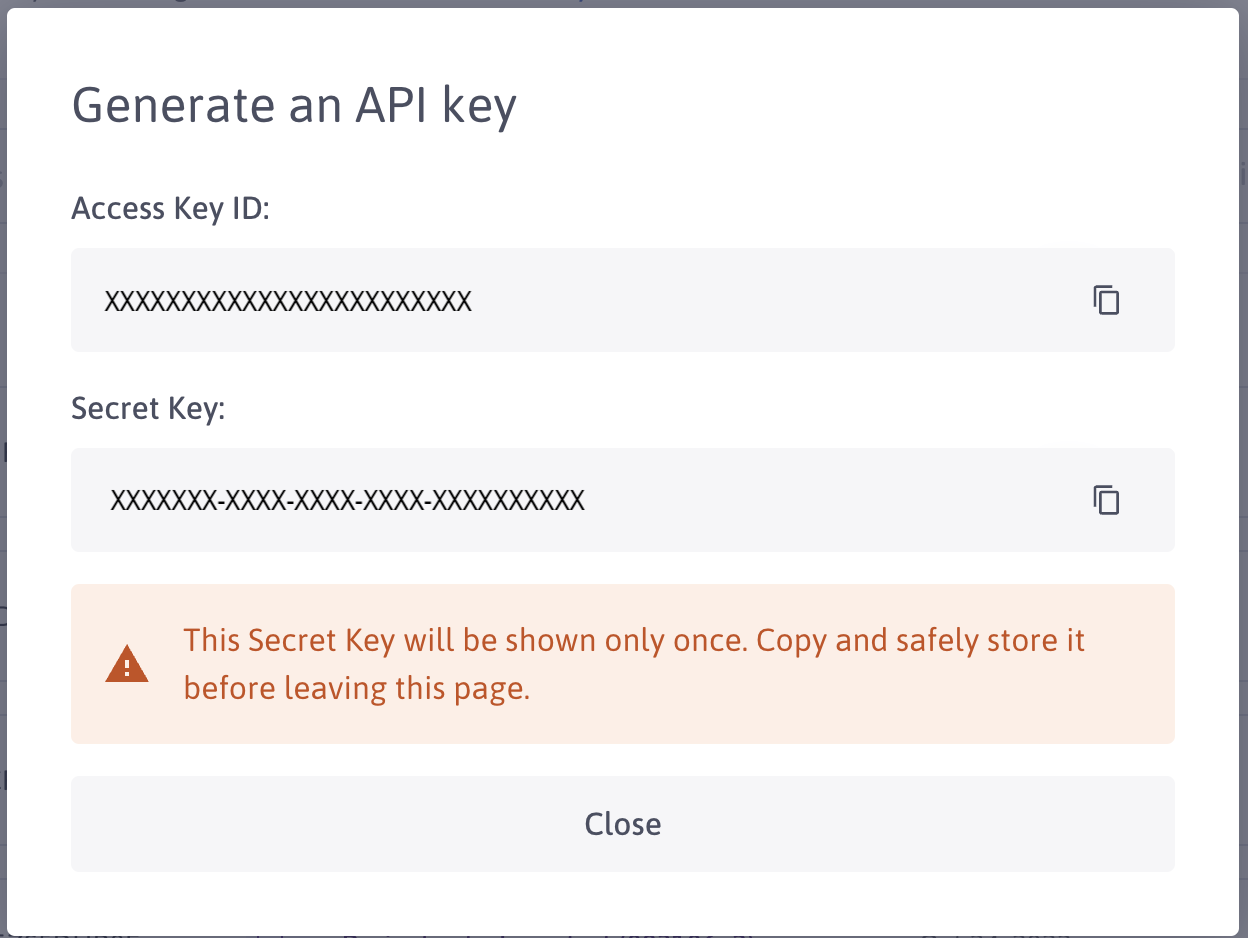 Generate an API key
Access Key ID:
XXXXXXXXXXXXXXXXXXXXXXXX
Secret Key:
XXXXXXX-XXXX-XXXX-XXXX-XXXXXXXXXX
This Secret Key will be shown only once. Copy and safely store it
before leaving this page.
Close